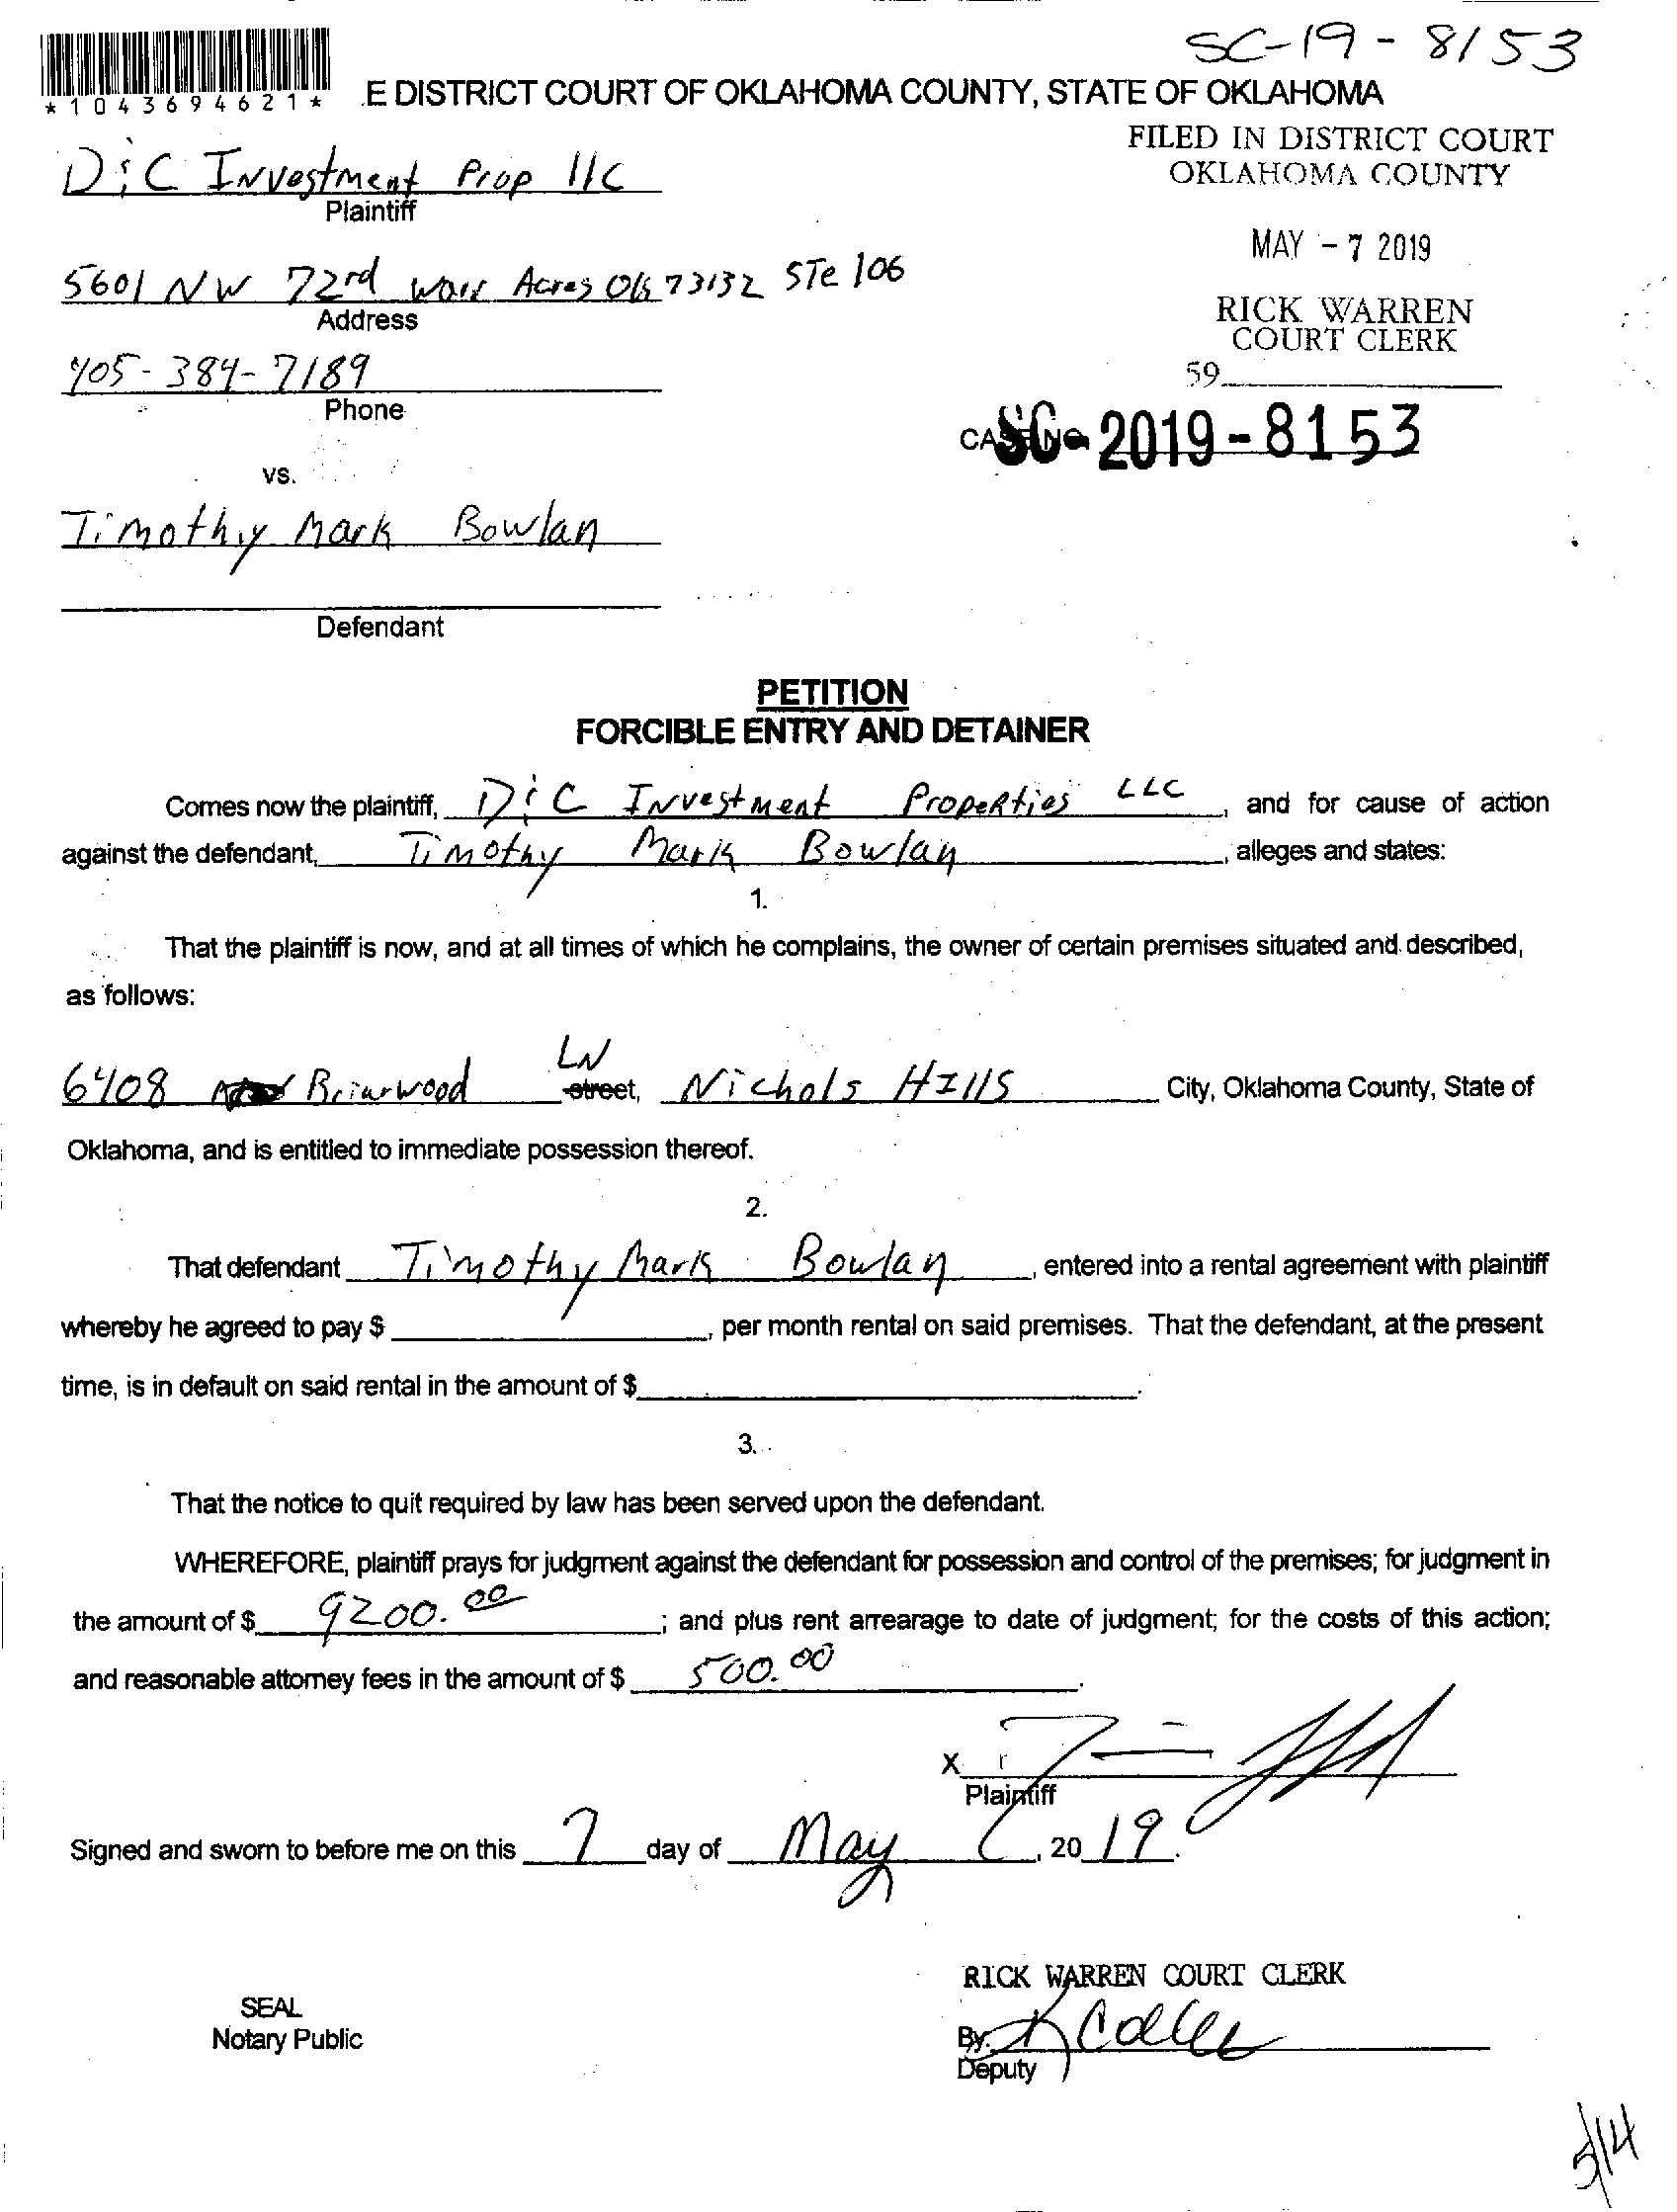 SC-19-8153
*1043694621*
E DISTRICT COURT OF OKLAHOMA COUNTY, STATE OF OKLAHOMA
FILED IN DISTRICT COURT
OKLAHOMA COUNTY
DiC Investment Prop llc
Plaintiff
MAY -7 2019
5601 NW 72rd Warr Acres Ok 73132 STe 106
Address
RICK WARREN
COURT CLERK
405-384-7189
59
Phone
CASE NO. SC-2019-8153
vs.
Timothy Mark Bowlan
Defendant
PETITION
FORCIBLE ENTRY AND DETAINER
Comes now the plaintiff, DiC Investment Properties LLC, and for cause of action
against the defendant, Timothy Mark Bowlan, alleges and states:
1.
That the plaintiff is now, and at all times of which he complains, the owner of certain premises situated and described,
as follows:
6408 Briarwood LN street, Nichols HIlls City, Oklahoma County, State of
Oklahoma, and is entitled to immediate possession thereof.
2.
That defendant Timothy Mark Bowlan, entered into a rental agreement with plaintiff
whereby he agreed to pay $, per month rental on said premises. That the defendant, at the present
time, is in default on said rental in the amount of $.
3.
That the notice to quit required by law has been served upon the defendant.
WHEREFORE, plaintiff prays for judgment against the defendant for possession and control of the premises; for judgment in
the amount of $ 9200.00; and plus rent arrearage to date of judgment; for the costs of this action;
and reasonable attorney fees in the amount of $ 500.00.
X
Plaintiff
Signed and sworn to before me on this 7 day of May, 20 19.
RICK WARREN COURT CLERK
SEAL
Notary Public
By:
Deputy
5/14